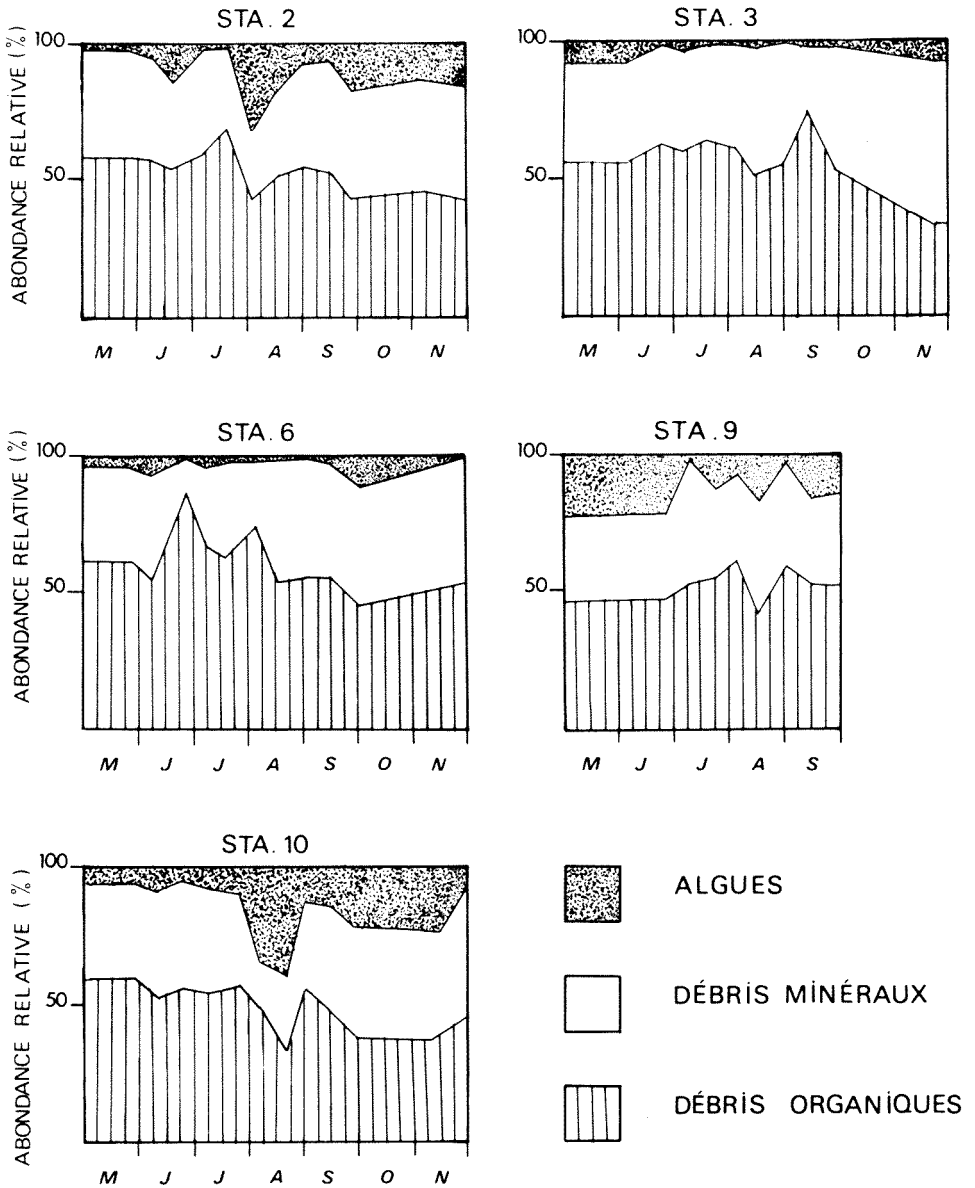 STA. 2
ABONDANCE RELATIVE (%)
100
50
M J J A S O N
STA. 3
100
50
M J J A S O N
STA. 6
ABONDANCE RELATIVE (%)
100
50
M J J A S O N
STA. 9
100
50
M J J A S
STA. 10
ABONDANCE RELATIVE (%)
100
50
M J J A S O N
ALGUES
DÉBRIS MINÉRAUX
DÉBRIS ORGANIQUES